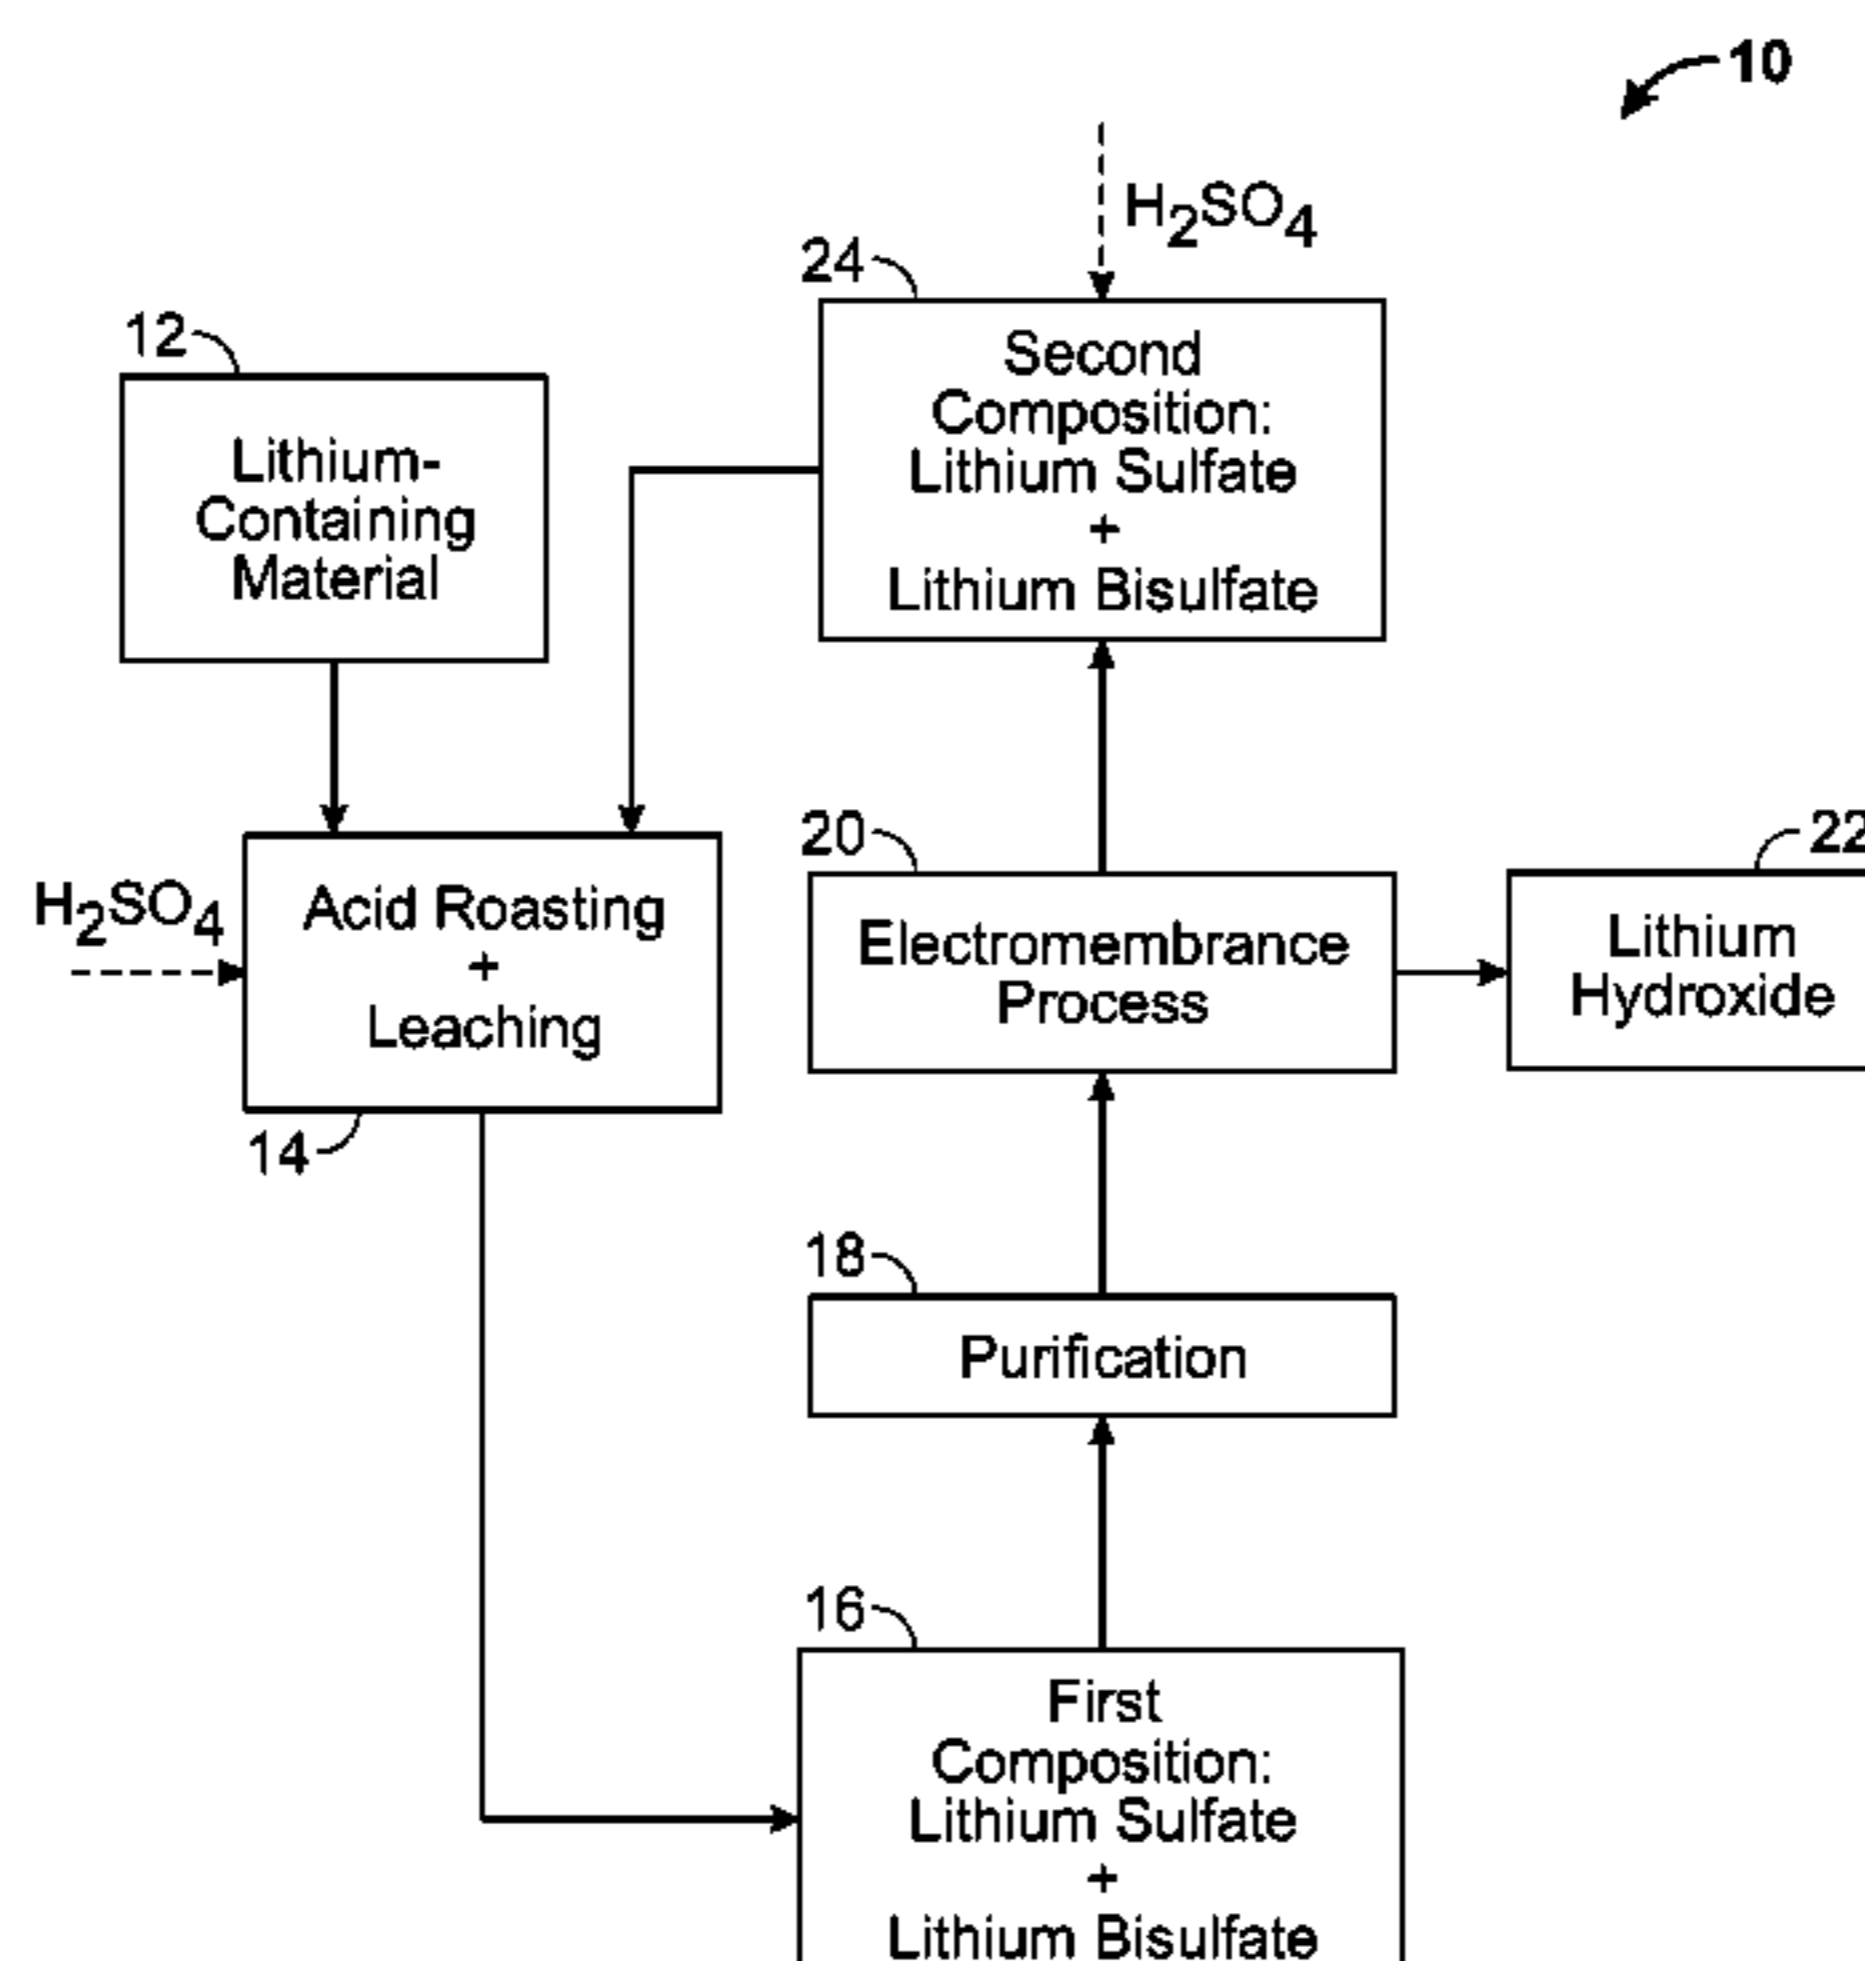 10
H2SO4
24
Second
Composition:
Lithium Sulfate
+
Lithium Bisulfate
12
Lithium-
Containing
Material
H2SO4
Acid Roasting
+
Leaching
14
20
Electromembrance
Process
22
Lithium
Hydroxide
18
Purification
16
First
Composition:
Lithium Sulfate
+
Lithium Bisulfate